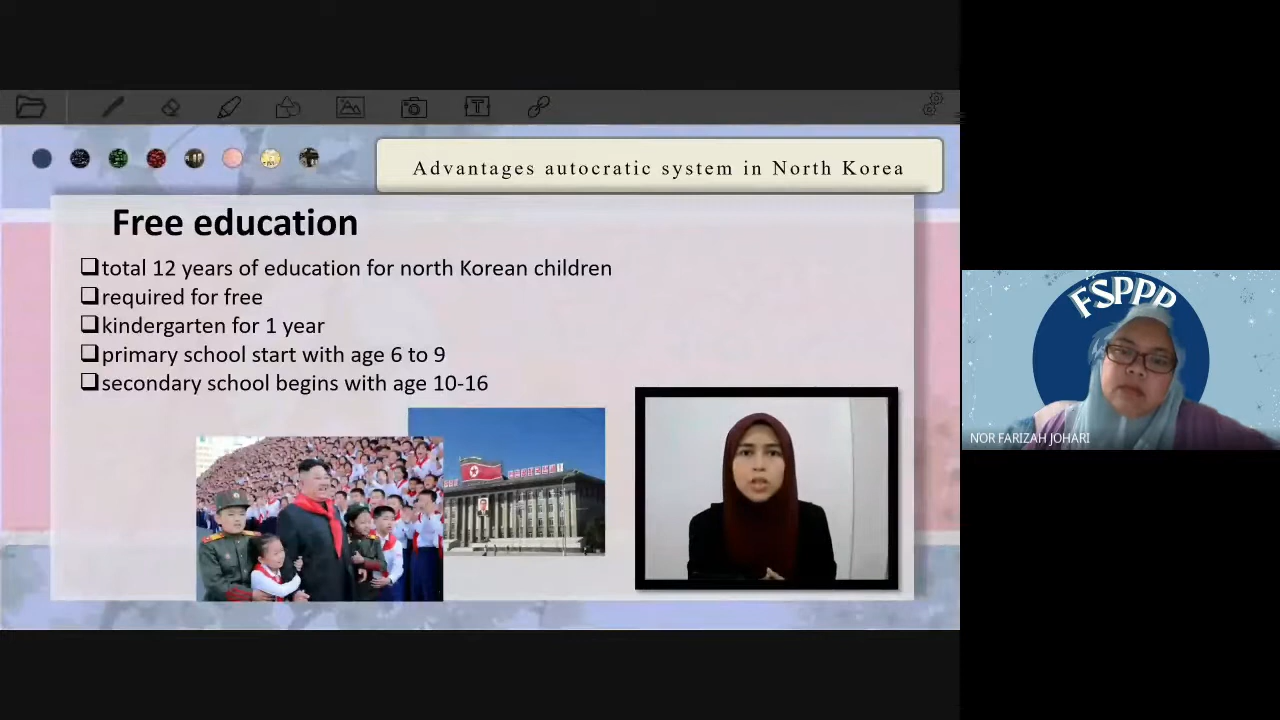 Advantages autocratic system in North Korea
Free education
total 12 years of education for north Korean children
required for free
kindergarten for 1 year
primary school start with age 6 to 9
secondary school begins with age 10-16
FSPPP
NOR FARIZAH JOHARI
T